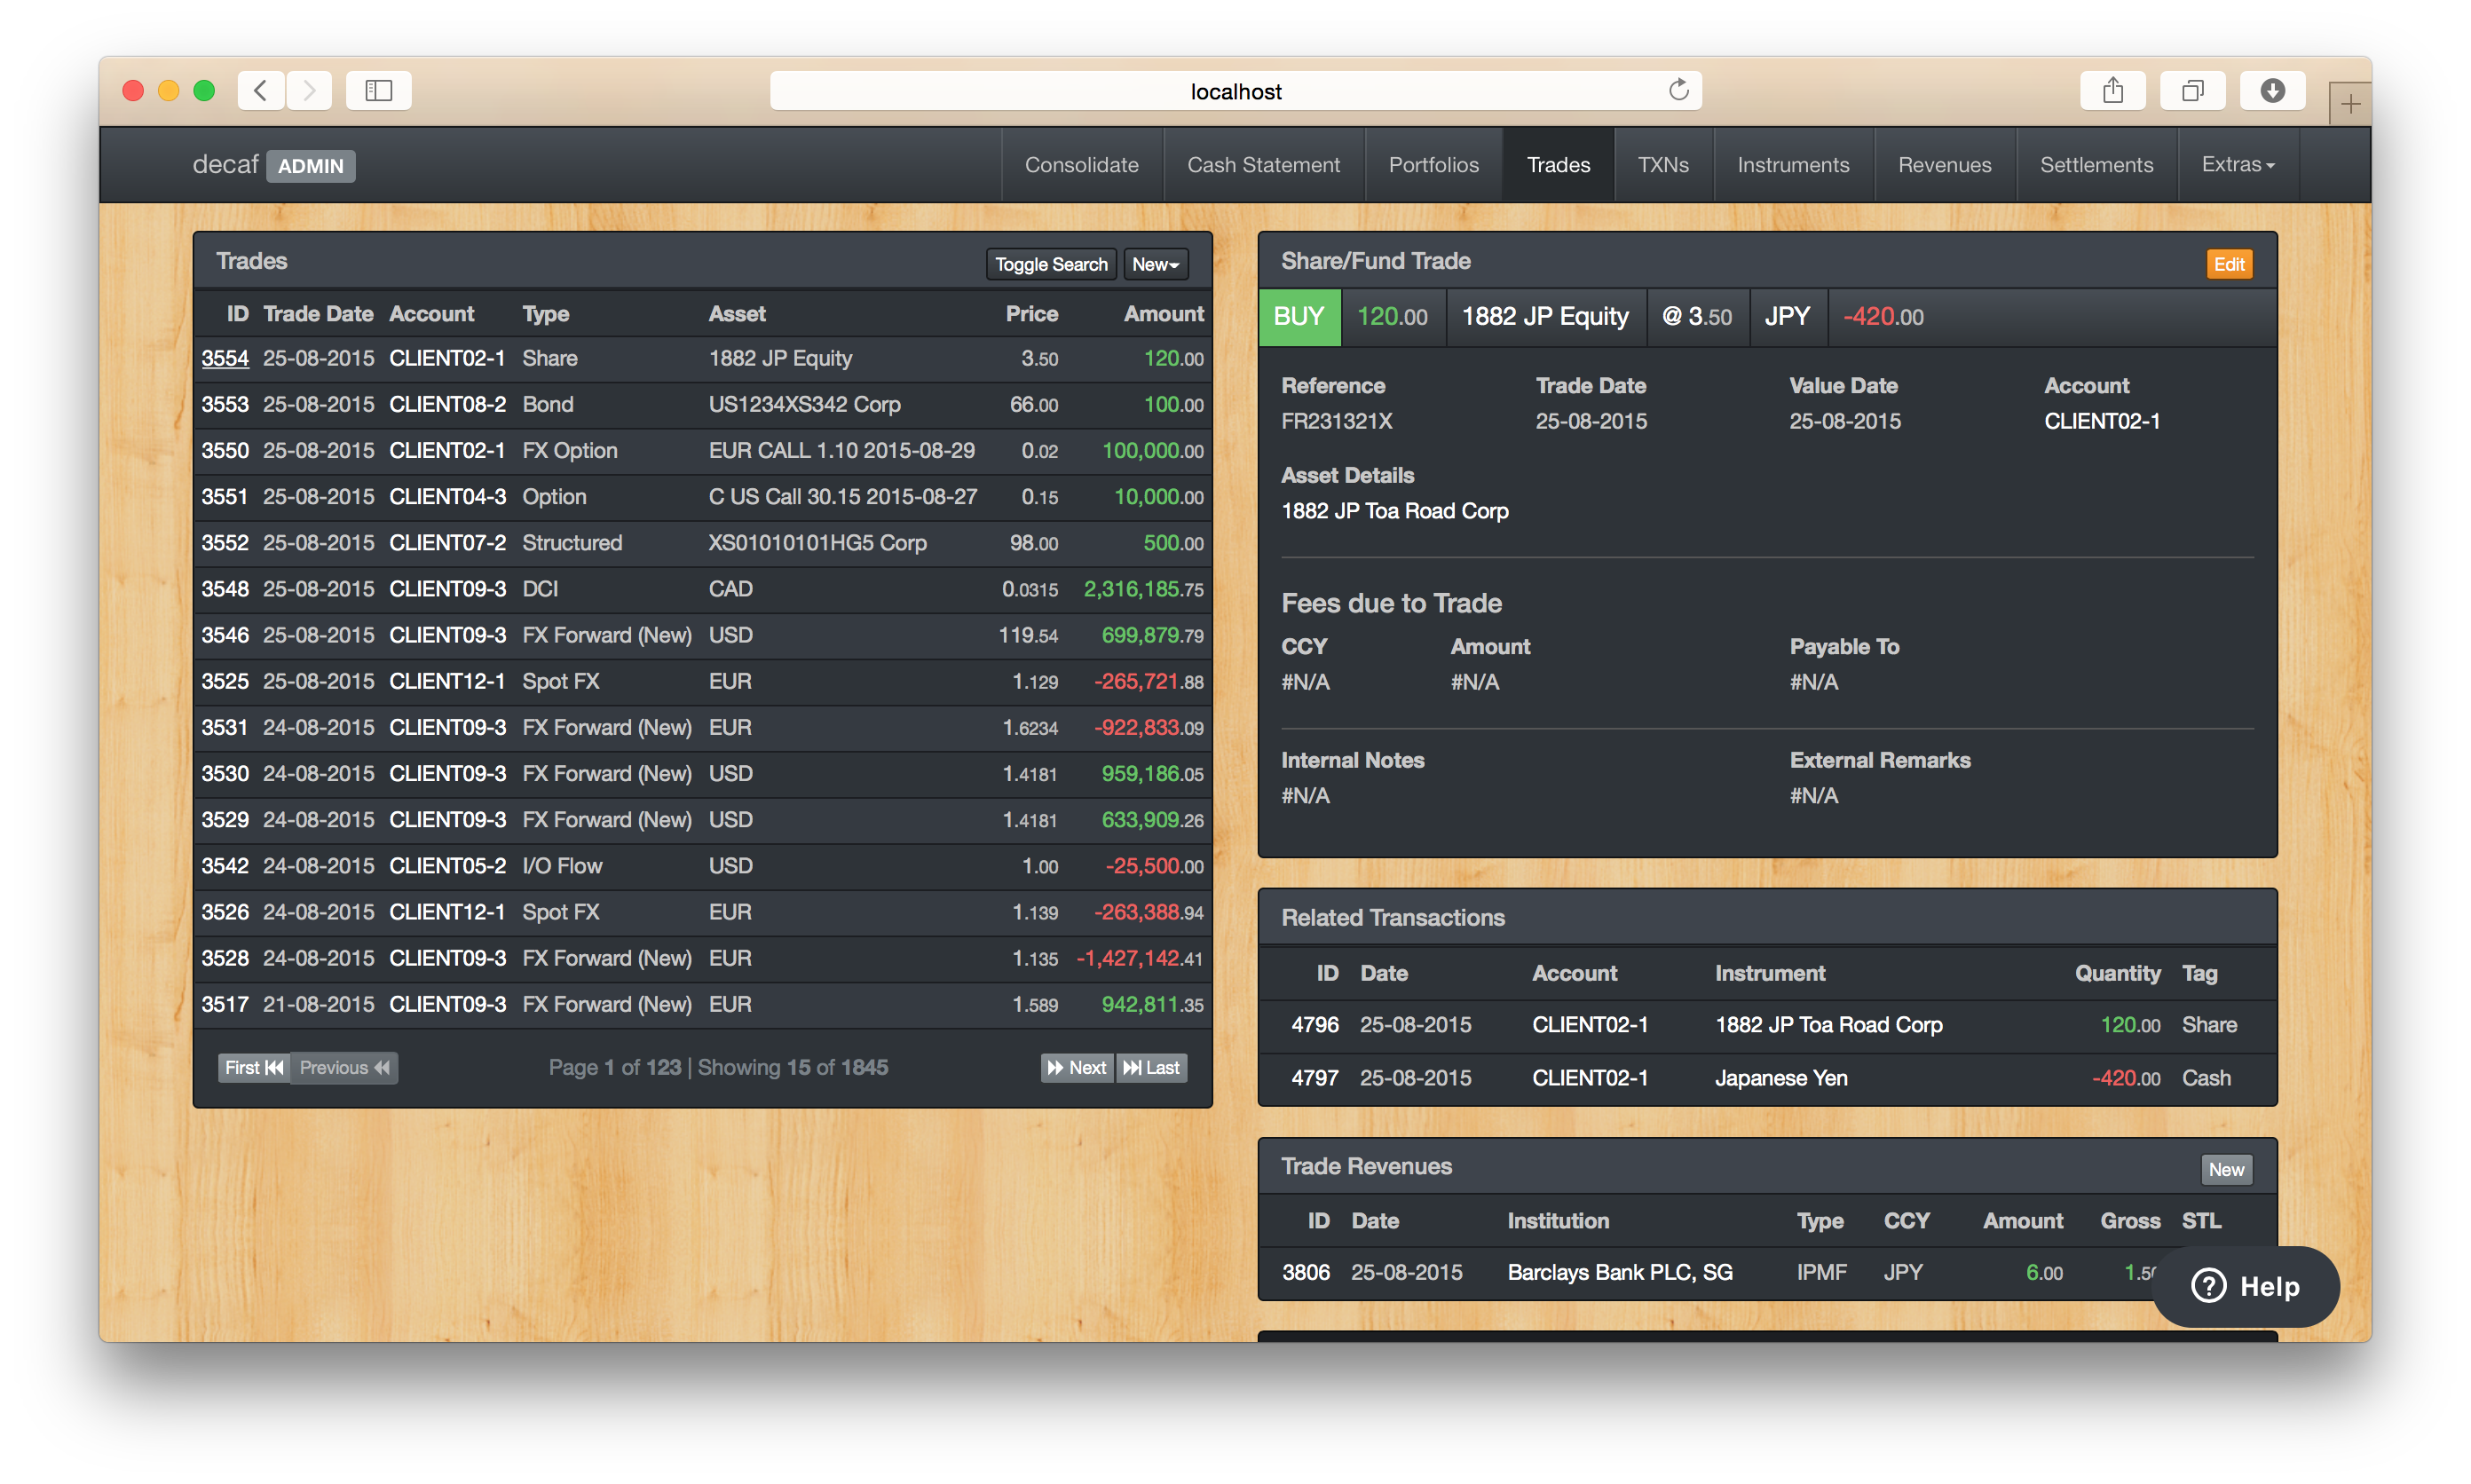 localhost
decaf ADMIN Consolidate Cash Statement Portfolios Trades TXNs Instruments Revenues Settlements Extras
Trades Toggle Search New
ID Trade Date Account Type Asset Price Amount
3554 25-08-2015 CLIENT02-1 Share 1882 JP Equity 3.50 120.00
3553 25-08-2015 CLIENT08-2 Bond US1234XS342 Corp 66.00 100.00
3550 25-08-2015 CLIENT02-1 FX Option EUR CALL 1.10 2015-08-29 0.02 100,000.00
3551 25-08-2015 CLIENT04-3 Option C US Call 30.15 2015-08-27 0.15 10,000.00
3552 25-08-2015 CLIENT07-2 Structured XS01010101HG5 Corp 98.00 500.00
3548 25-08-2015 CLIENT09-3 DCI CAD 0.0315 2,316,185.75
3546 25-08-2015 CLIENT09-3 FX Forward (New) USD 119.54 699,879.79
3525 25-08-2015 CLIENT12-1 Spot FX EUR 1.129 -265,721.88
3531 24-08-2015 CLIENT09-3 FX Forward (New) EUR 1.6234 -922,833.09
3530 24-08-2015 CLIENT09-3 FX Forward (New) USD 1.4181 959,186.05
3529 24-08-2015 CLIENT09-3 FX Forward (New) USD 1.4181 633,909.26
3542 24-08-2015 CLIENT05-2 I/O Flow USD 1.00 -25,500.00
3526 24-08-2015 CLIENT12-1 Spot FX EUR 1.139 -263,388.94
3528 24-08-2015 CLIENT09-3 FX Forward (New) EUR 1.135 -1,427,142.41
3517 21-08-2015 CLIENT09-3 FX Forward (New) EUR 1.589 942,811.35
First Previous Page 1 of 123 | Showing 15 of 1845 Next Last
Share/Fund Trade Edit
BUY 120.00 1882 JP Equity @ 3.50 JPY -420.00
Reference Trade Date Value Date Account
FR231321X 25-08-2015 25-08-2015 CLIENT02-1
Asset Details
1882 JP Toa Road Corp
Fees due to Trade
CCY Amount Payable To
#N/A #N/A #N/A
Internal Notes External Remarks
#N/A #N/A
Related Transactions
ID Date Account Instrument Quantity Tag
4796 25-08-2015 CLIENT02-1 1882 JP Toa Road Corp 120.00 Share
4797 25-08-2015 CLIENT02-1 Japanese Yen -420.00 Cash
Trade Revenues New
ID Date Institution Type CCY Amount Gross STL
3806 25-08-2015 Barclays Bank PLC, SG IPMF JPY 6.00 1.50
Help